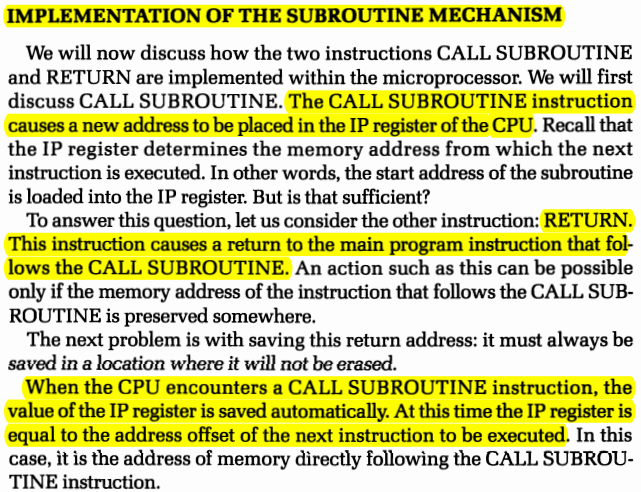 IMPLEMENTATION OF THE SUBROUTINE MECHANISM
We will now discuss how the two instructions CALL SUBROUTINE
and RETURN are implemented within the microprocessor. We will first
discuss CALL SUBROUTINE. The CALL SUBROUTINE instruction
causes a new address to be placed in the IP register of the CPU. Recall that
the IP register determines the memory address from which the next
instruction is executed. In other words, the start address of the subroutine
is loaded into the IP register. But is that sufficient?
To answer this question, let us consider the other instruction: RETURN.
This instruction causes a return to the main program instruction that fol-
lows the CALL SUBROUTINE. An action such as this can be possible
only if the memory address of the instruction that follows the CALL SUB-
ROUTINE is preserved somewhere.
The next problem is with saving this return address: it must always be
saved in a location where it will not be erased.
When the CPU encounters a CALL SUBROUTINE instruction, the
value of the IP register is saved automatically. At this time the IP register is
equal to the address offset of the next instruction to be executed. In this
case, it is the address of memory directly following the CALL SUBROU-
TINE instruction.